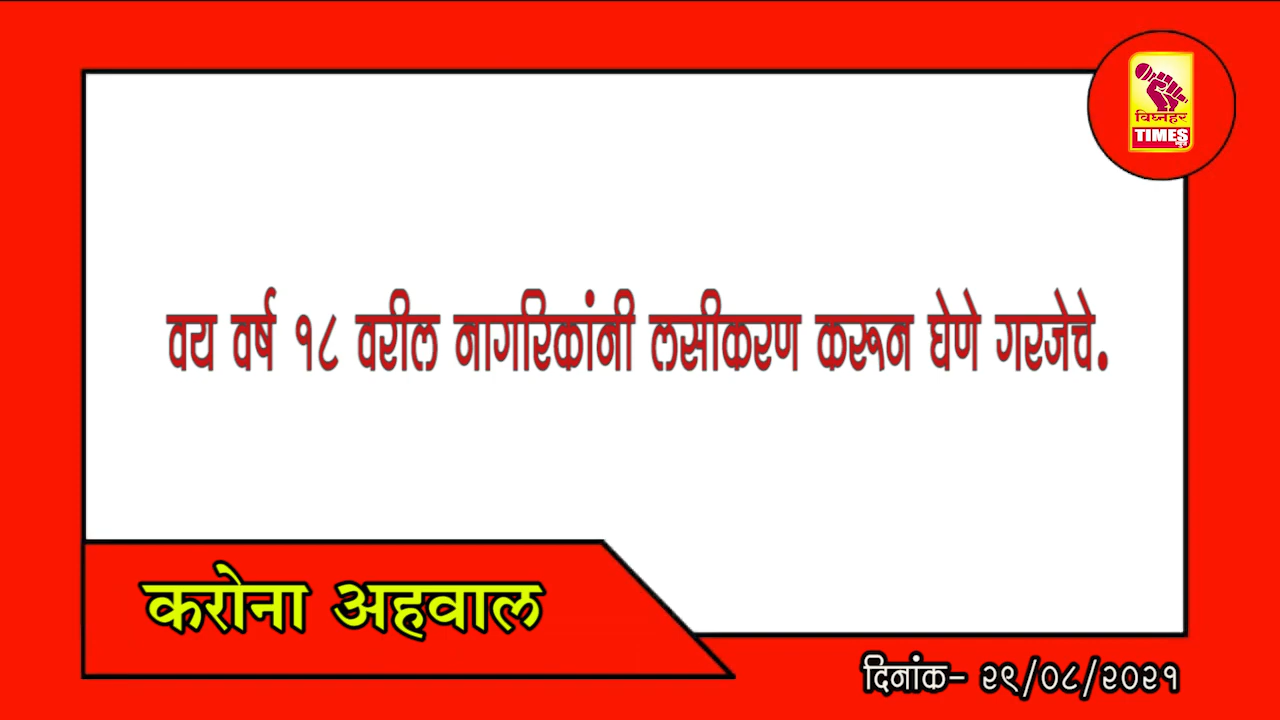 विघ्नहर
TIMES
न्युज
वय वर्ष १८ वरील नागरिकांनी लसीकरण करून घेणे गरजेचे.
करोना अहवाल
दिनांक- २९/०८/२०२१